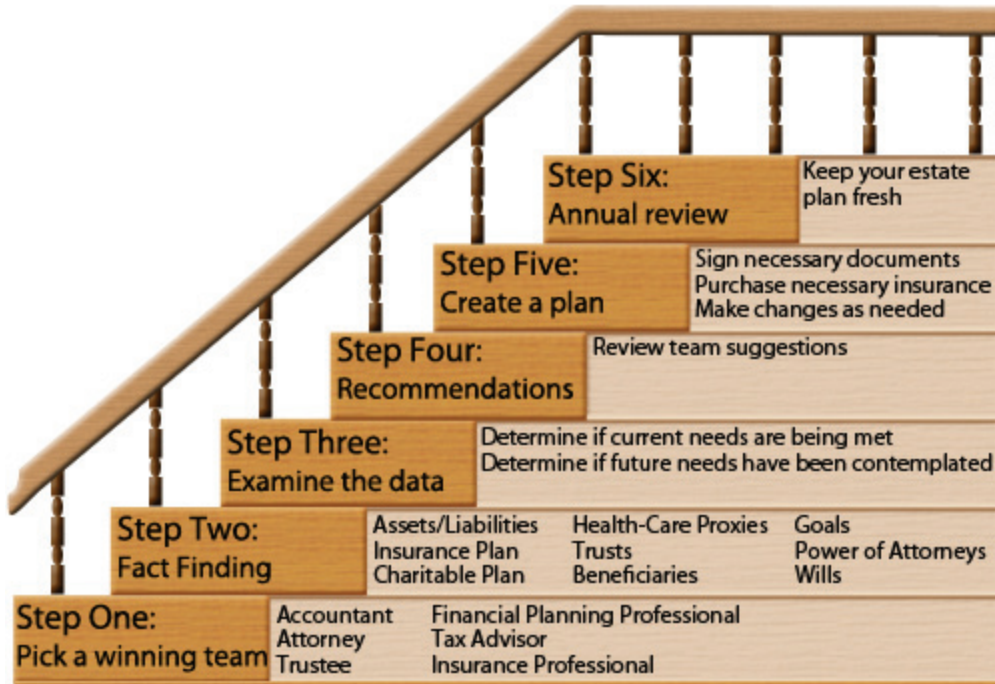 Step Six:
Annual review
Keep your estate
plan fresh
Step Five:
Create a plan
Sign necessary documents
Purchase necessary insurance
Make changes as needed
Step Four:
Recommendations
Review team suggestions
Step Three:
Examine the data
Determine if current needs are being met
Determine if future needs have been contemplated
Step Two:
Fact Finding
Assets/Liabilities Health-Care Proxies Goals
Insurance Plan Trusts Power of Attorneys
Charitable Plan Beneficiaries Wills
Step One:
Pick a winning team
Accountant Financial Planning Professional
Attorney Tax Advisor
Trustee Insurance Professional